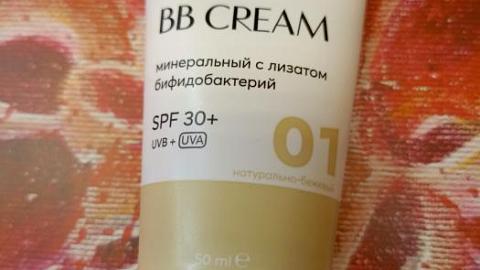 BB CREAM
минеральный с лизатом
бифидобактерий
SPF 30+
UVB + UVA
01
натурально-бежевый
50 ml ℮